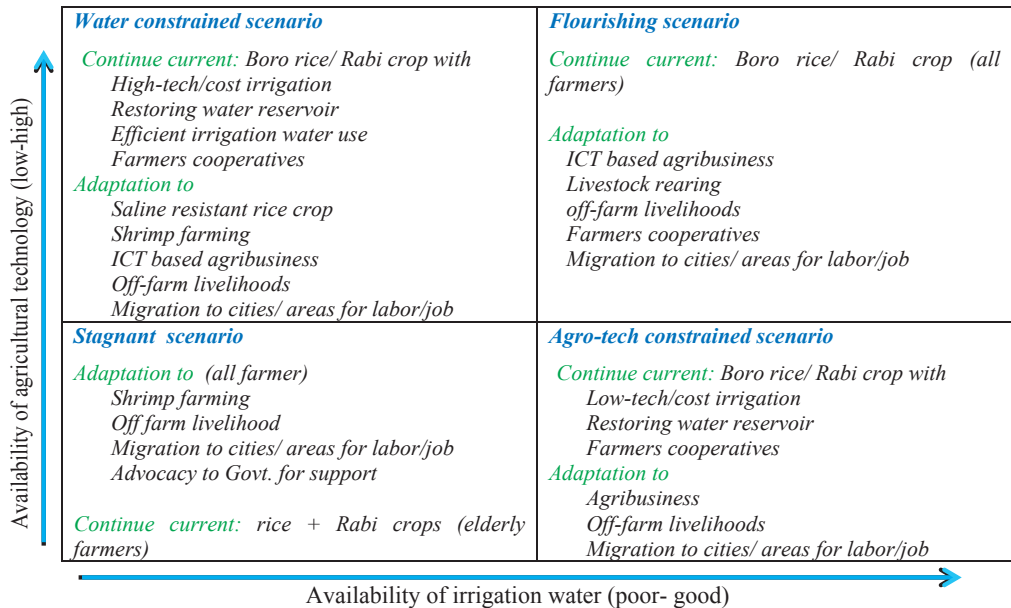 Availability of agricultural technology (low-high)
Water constrained scenario
Continue current: Boro rice/ Rabi crop with
High-tech/cost irrigation
Restoring water reservoir
Efficient irrigation water use
Farmers cooperatives
Adaptation to
Saline resistant rice crop
Shrimp farming
ICT based agribusiness
Off-farm livelihoods
Migration to cities/ areas for labor/job
Flourishing scenario
Continue current: Boro rice/ Rabi crop (all
farmers)
Adaptation to
ICT based agribusiness
Livestock rearing
off-farm livelihoods
Farmers cooperatives
Migration to cities/ areas for labor/job
Stagnant scenario
Adaptation to (all farmer)
Shrimp farming
Off farm livelihood
Migration to cities/ areas for labor/job
Advocacy to Govt. for support
Continue current: rice + Rabi crops (elderly
farmers)
Agro-tech constrained scenario
Continue current: Boro rice/ Rabi crop with
Low-tech/cost irrigation
Restoring water reservoir
Farmers cooperatives
Adaptation to
Agribusiness
Off-farm livelihoods
Migration to cities/ areas for labor/job
Availability of irrigation water (poor- good)